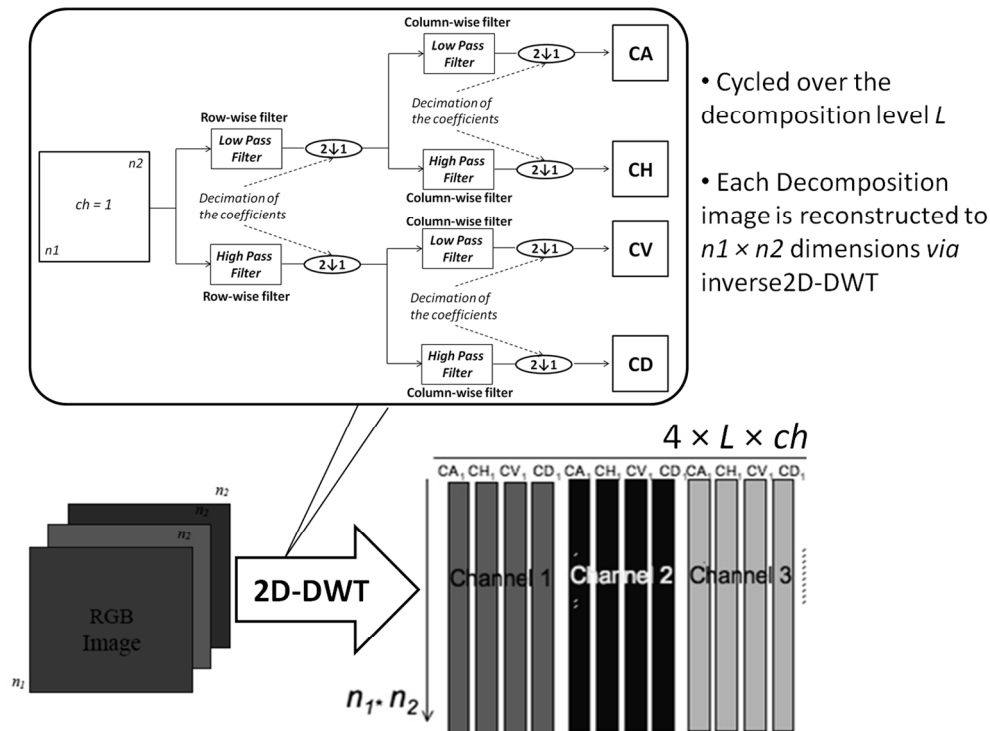 Column-wise filter
Low Pass
Filter
2↓1
CA
Decimation of
the coefficients
Row-wise filter
Low Pass
Filter
2↓1
High Pass
Filter
2↓1
CH
Column-wise filter
n2
ch = 1
n1
Decimation of
the coefficients
Column-wise filter
Low Pass
Filter
2↓1
CV
High Pass
Filter
2↓1
Row-wise filter
Decimation of
the coefficients
High Pass
Filter
2↓1
CD
Column-wise filter
• Cycled over the
decomposition level L
• Each Decomposition
image is reconstructed to
n1 × n2 dimensions via
inverse2D-DWT
4 × L × ch
CA1 CH1 CV1 CD1 CA1 CH1 CV1 CD1 CA1 CH1 CV1 CD1
n2
n2
n2
RGB
Image
n1
2D-DWT
Channel 1
Channel 2
Channel 3
n1* n2